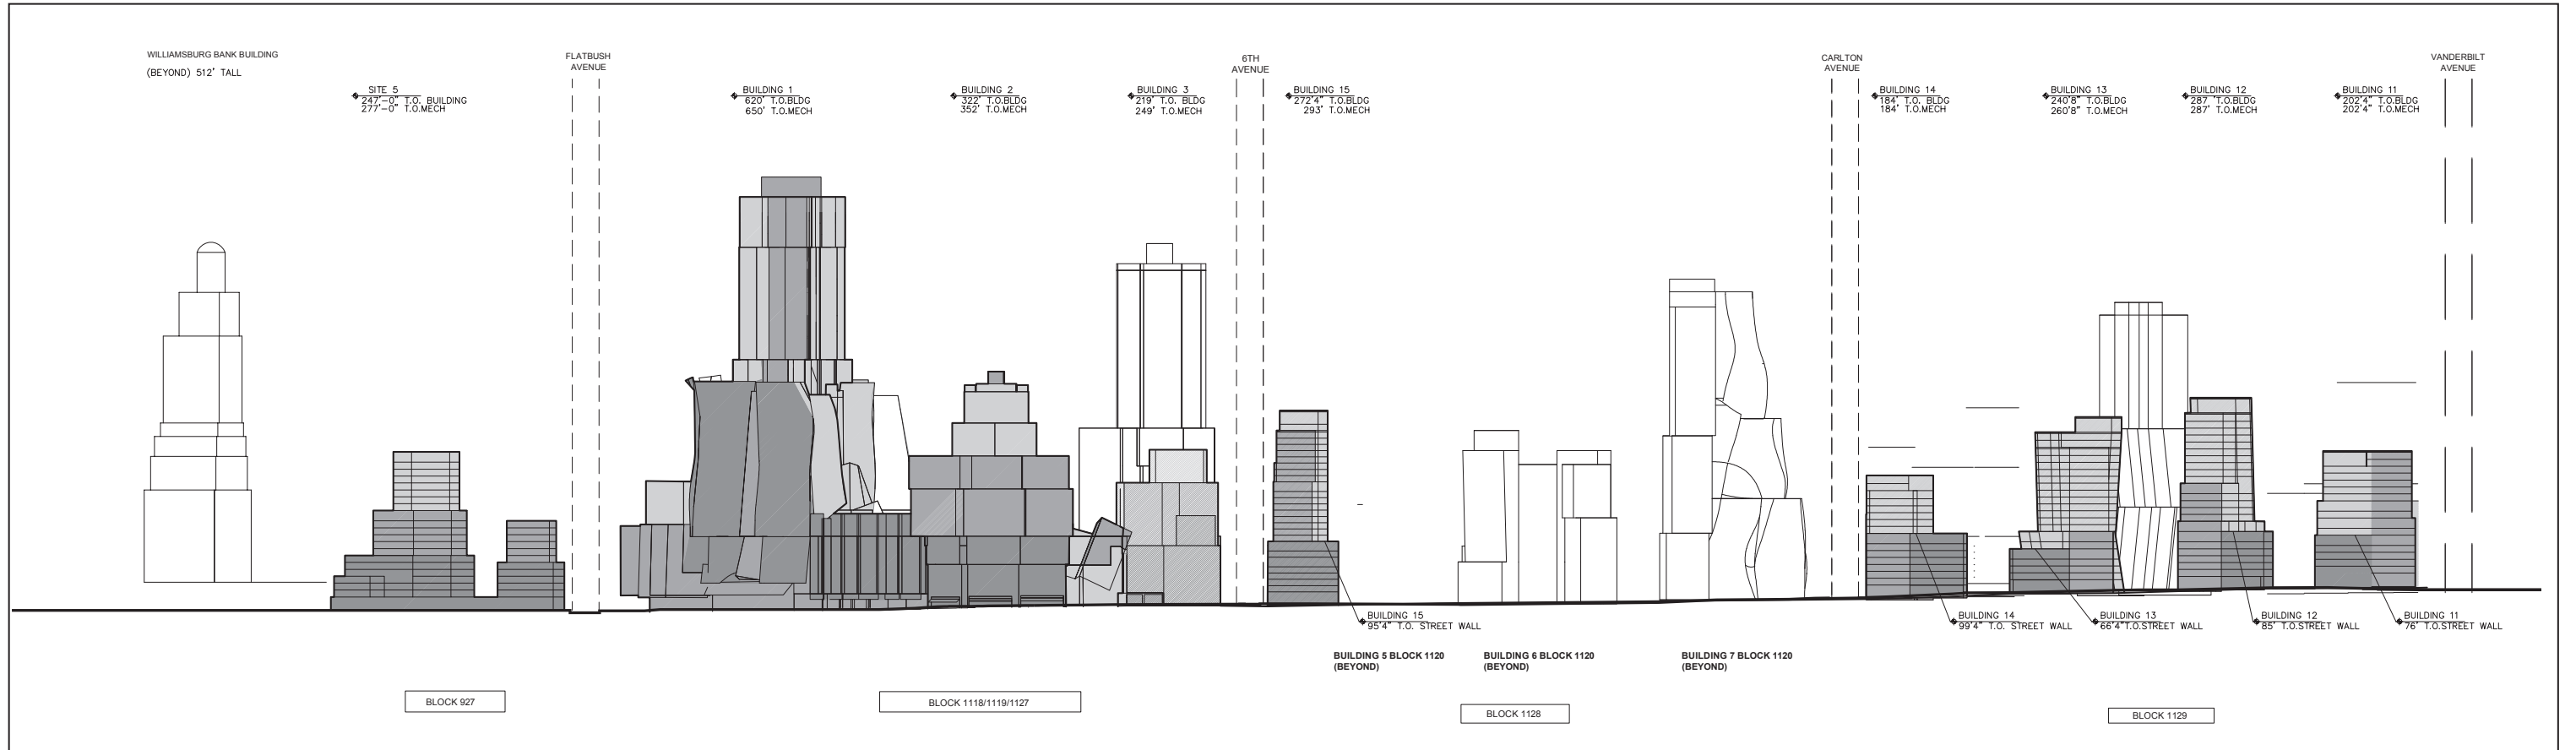 WILLIAMSBURG BANK BUILDING
(BEYOND) 512' TALL
SITE 5
247'-0" T.O. BUILDING
277'-0" T.O.MECH
FLATBUSH
AVENUE
BUILDING 1
620' T.O.BLDG
650' T.O.MECH
BUILDING 2
322' T.O.BLDG
352' T.O.MECH
BUILDING 3
219' T.O. BLDG
249' T.O.MECH
6TH
AVENUE
BUILDING 15
272'4" T.O.BLDG
293' T.O.MECH
CARLTON
AVENUE
BUILDING 14
184' T.O. BLDG
184' T.O.MECH
BUILDING 13
240'8" T.O.BLDG
260'8" T.O.MECH
BUILDING 12
287 'T.O.BLDG
287' T.O.MECH
BUILDING 11
202'4" T.O.BLDG
202'4" T.O.MECH
VANDERBILT
AVENUE
BUILDING 15
95'4" T.O. STREET WALL
BUILDING 14
99'4" T.O. STREET WALL
BUILDING 13
66'4"T.O.STREET WALL
BUILDING 12
85' T.O.STREET WALL
BUILDING 11
76' T.O.STREET WALL
BUILDING 5 BLOCK 1120
(BEYOND)
BUILDING 6 BLOCK 1120
(BEYOND)
BUILDING 7 BLOCK 1120
(BEYOND)
BLOCK 927
BLOCK 1118/1119/1127
BLOCK 1128
BLOCK 1129